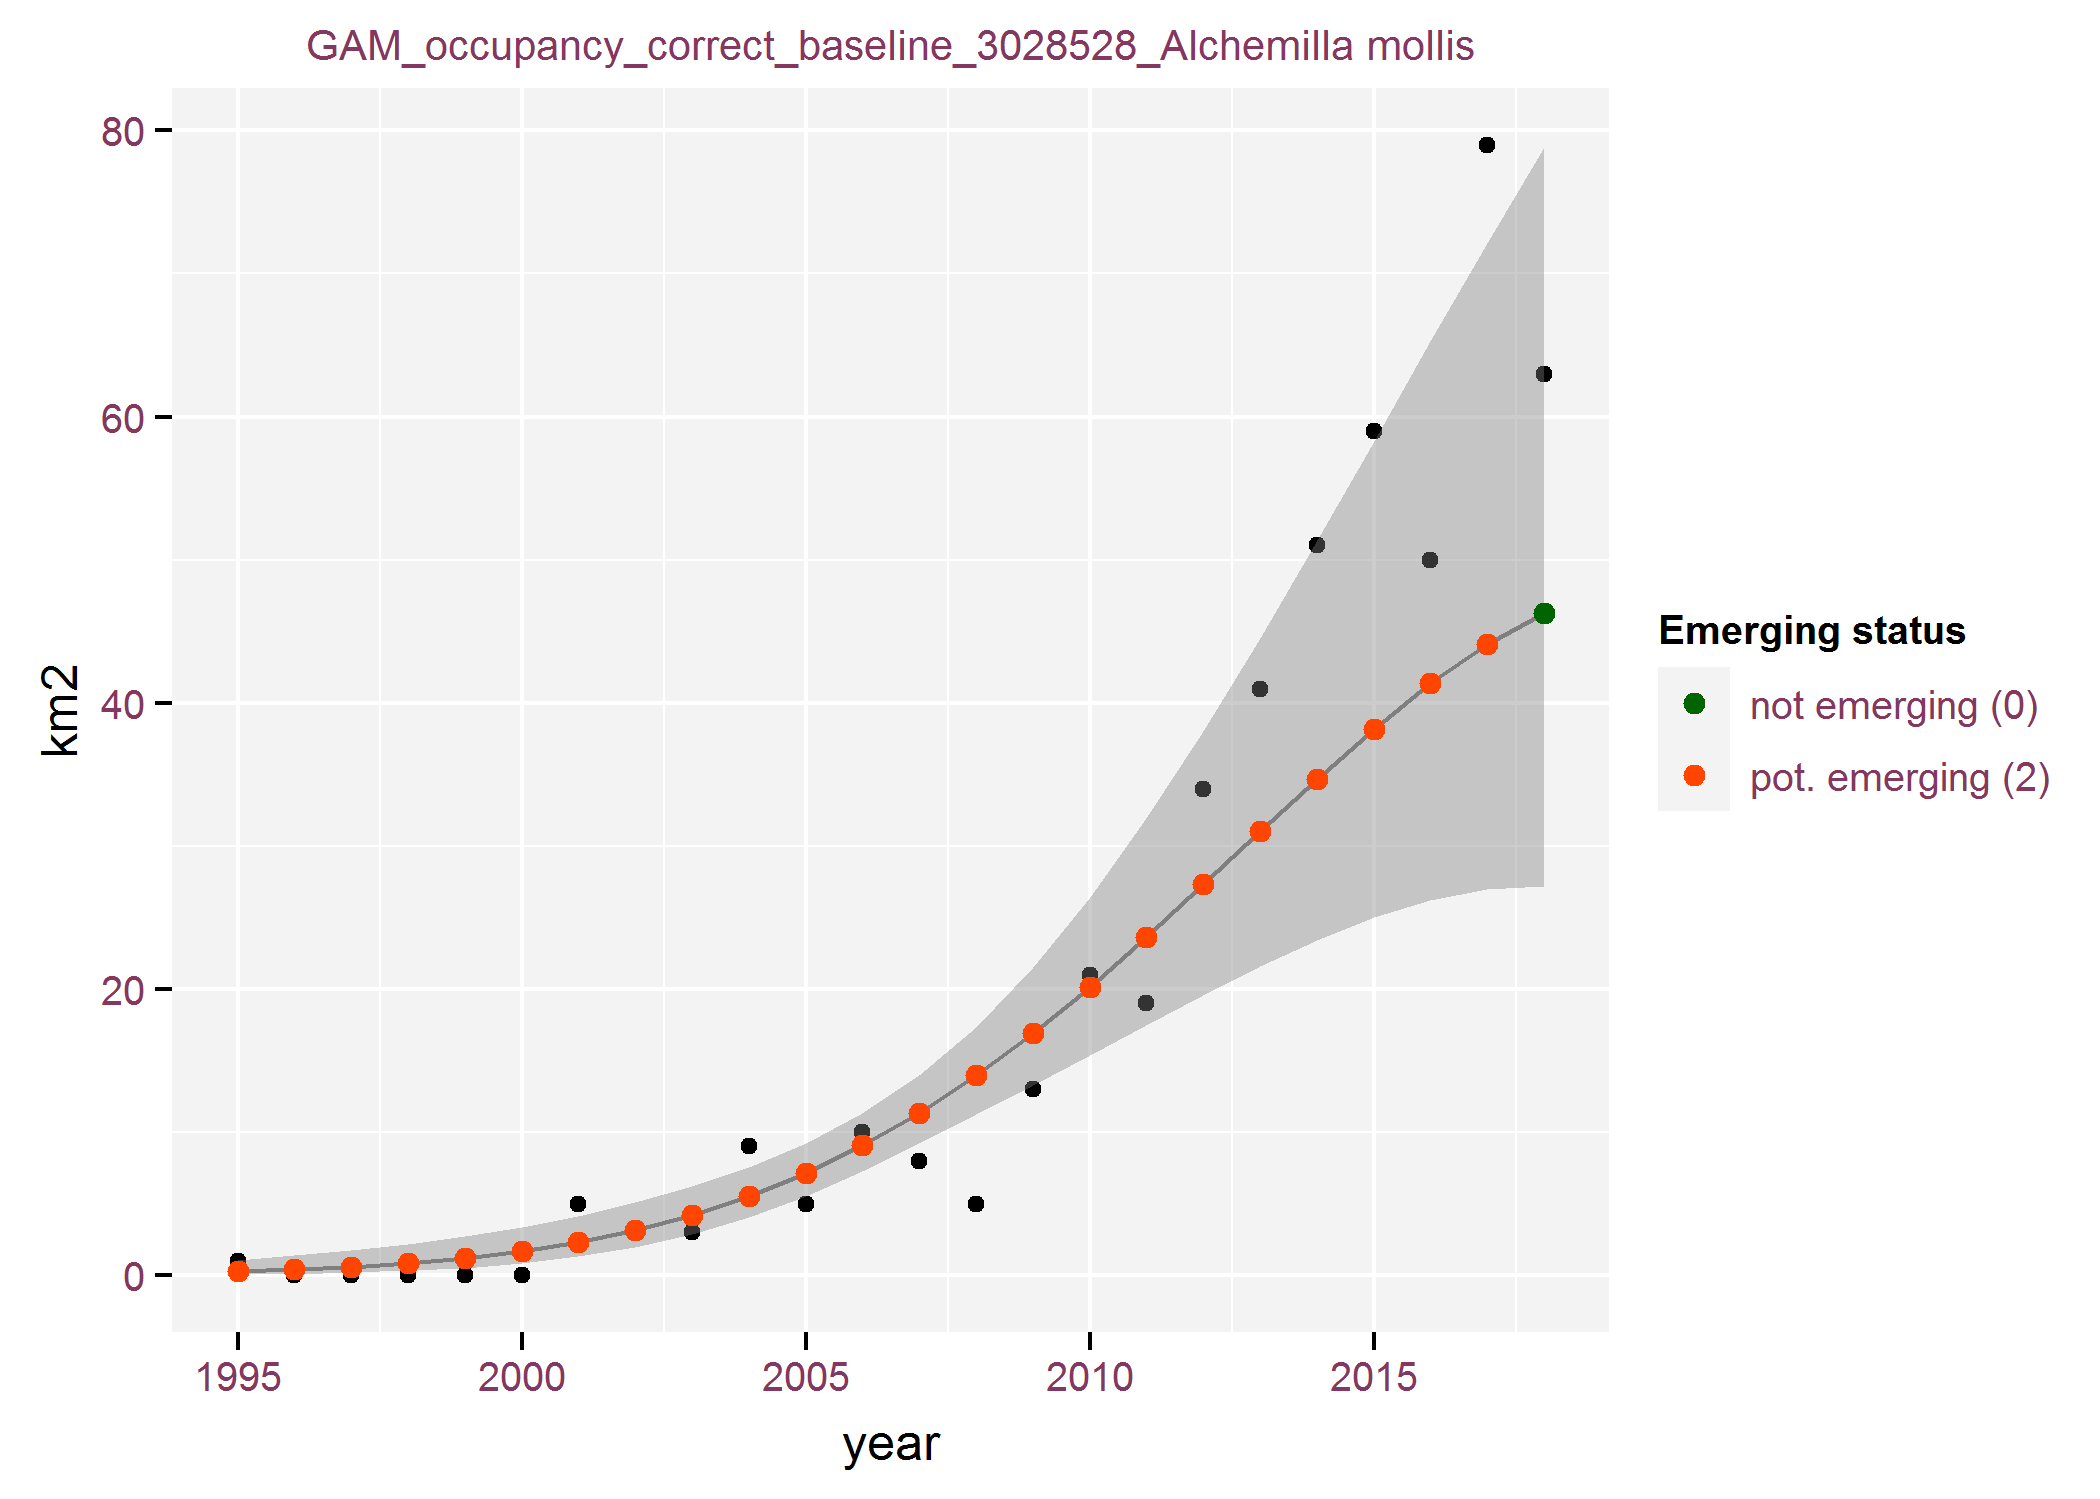 GAM_occupancy_correct_baseline_3028528_Alchemilla mollis
80
60
40
20
0
km2
1995 2000 2005 2010 2015
year
Emerging status
not emerging (0)
pot. emerging (2)